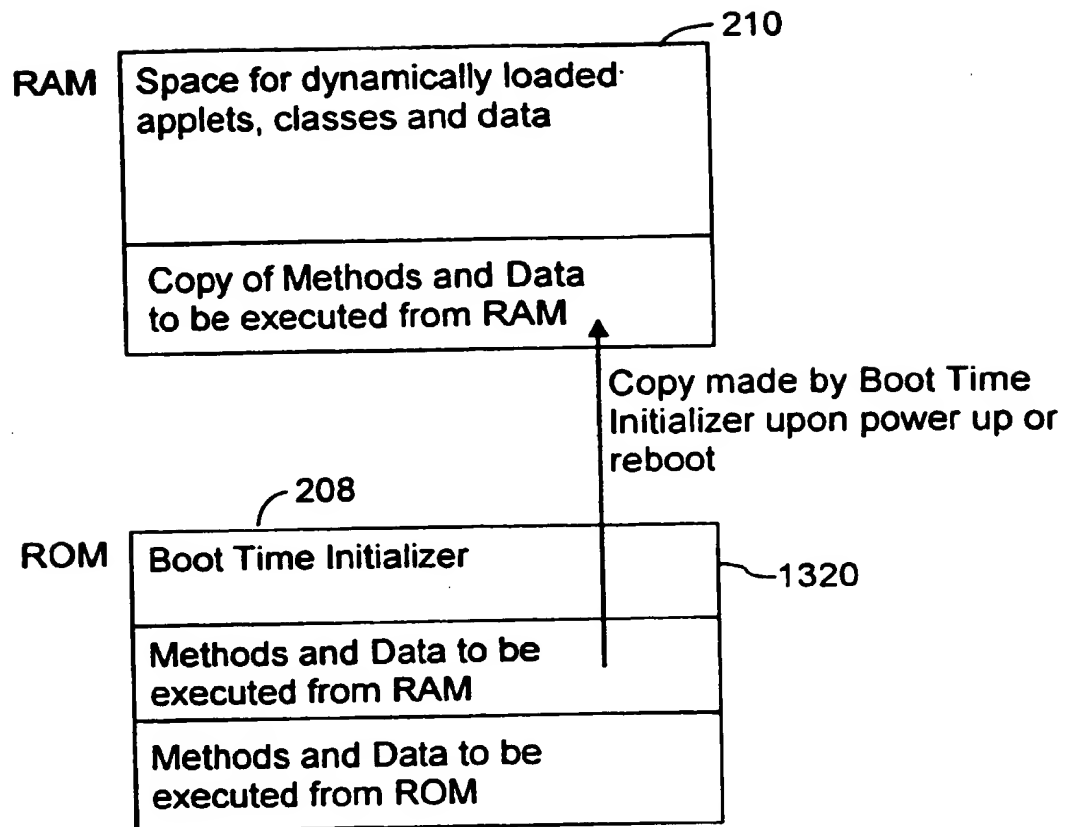 210
RAM
Space for dynamically loaded
applets, classes and data
Copy of Methods and Data
to be executed from RAM
Copy made by Boot Time
Initializer upon power up or
reboot
208
ROM
Boot Time Initializer
1320
Methods and Data to be
executed from RAM
Methods and Data to be
executed from ROM